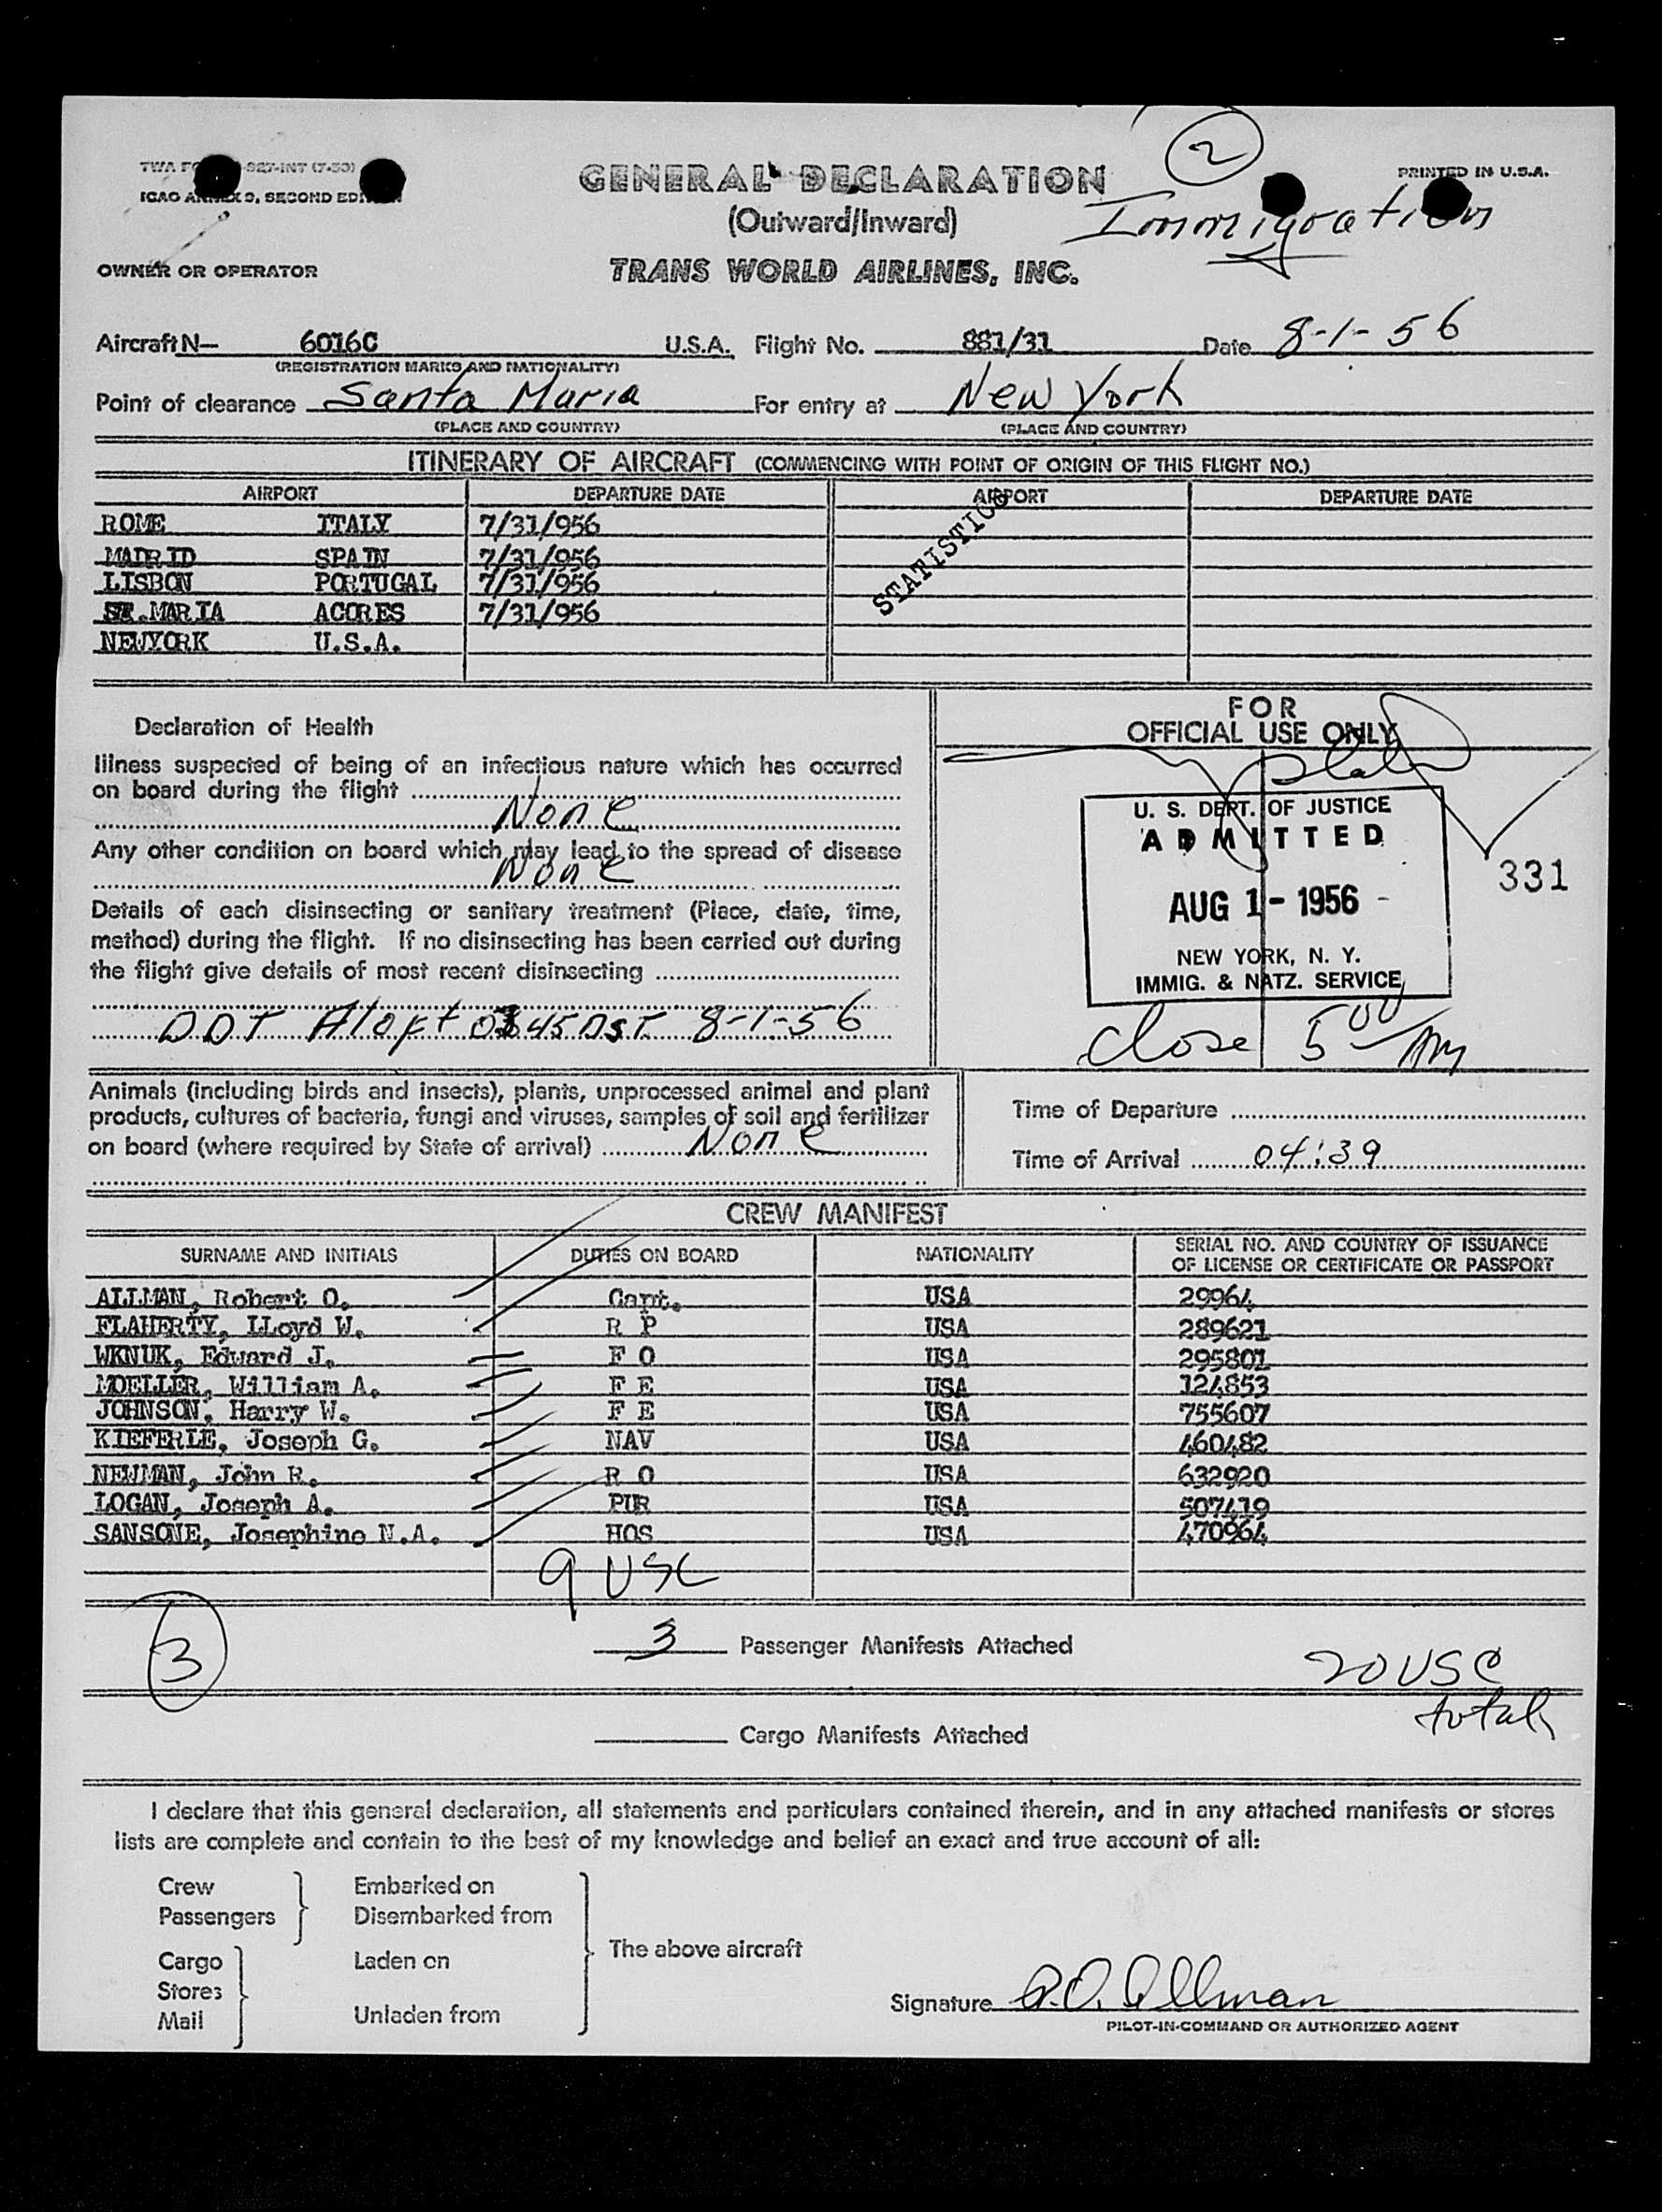 2
TWA FO 927-INT (7-53)
GENERAL DECLARATION
PRINTED IN U.S.A.
ICAO ANNEX 9, SECOND EDITION
(Outward/Inward)
Immigration
OWNER OR OPERATOR
TRANS WORLD AIRLINES, INC.
Aircraft N— 6016C U.S.A. Flight No. 881/31 Date 8-1-56
(REGISTRATION MARKS AND NATIONALITY)
Point of clearance Santa Maria For entry at New York
(PLACE AND COUNTRY) (PLACE AND COUNTRY)
ITINERARY OF AIRCRAFT (COMMENCING WITH POINT OF ORIGIN OF THIS FLIGHT NO.)
AIRPORT DEPARTURE DATE AIRPORT DEPARTURE DATE
ROME ITALY 7/31/956
MADRID SPAIN 7/31/956
LISBON PORTUGAL 7/31/956
ST.MARIA ACORES 7/31/956
NEWYORK U.S.A.
STATISTICS
Declaration of Health
Illness suspected of being of an infectious nature which has occurred
on board during the flight
None
Any other condition on board which may lead to the spread of disease
None
Details of each disinsecting or sanitary treatment (Place, date, time,
method) during the flight. If no disinsecting has been carried out during
the flight give details of most recent disinsecting
DDT Aloft 0345 DST 8-1-56
FOR
OFFICIAL USE ONLY
U. S. DEPT. OF JUSTICE
ADMITTED
AUG 1 - 1956 -
NEW YORK, N. Y.
IMMIG. & NATZ. SERVICE
331
Close 5 00 AM
Animals (including birds and insects), plants, unprocessed animal and plant
products, cultures of bacteria, fungi and viruses, samples of soil and fertilizer
on board (where required by State of arrival) None
Time of Departure
Time of Arrival 04:39
CREW MANIFEST
SURNAME AND INITIALS DUTIES ON BOARD NATIONALITY SERIAL NO. AND COUNTRY OF ISSUANCE
OF LICENSE OR CERTIFICATE OR PASSPORT
ALLMAN, Robert O. Capt. USA 29964
FLAHERTY, LLoyd W. R P USA 289621
WKNUK, Edward J. F O USA 295801
MOELLER, William A. F E USA 124853
JOHNSON, Harry W. F E USA 755607
KIEFERLE, Joseph G. NAV USA 460482
NEWMAN, John R. R O USA 632920
LOGAN, Joseph A. PUR USA 507419
SANSONE, Josephine N.A. HOS USA 470964
9 USC
3
3 Passenger Manifests Attached
20 USC
total
Cargo Manifests Attached
I declare that this general declaration, all statements and particulars contained therein, and in any attached manifests or stores
lists are complete and contain to the best of my knowledge and belief an exact and true account of all:
Crew Embarked on
Passengers Disembarked from
The above aircraft
Cargo Laden on
Stores
Mail Unladen from
Signature R.O. Allman
PILOT-IN-COMMAND OR AUTHORIZED AGENT